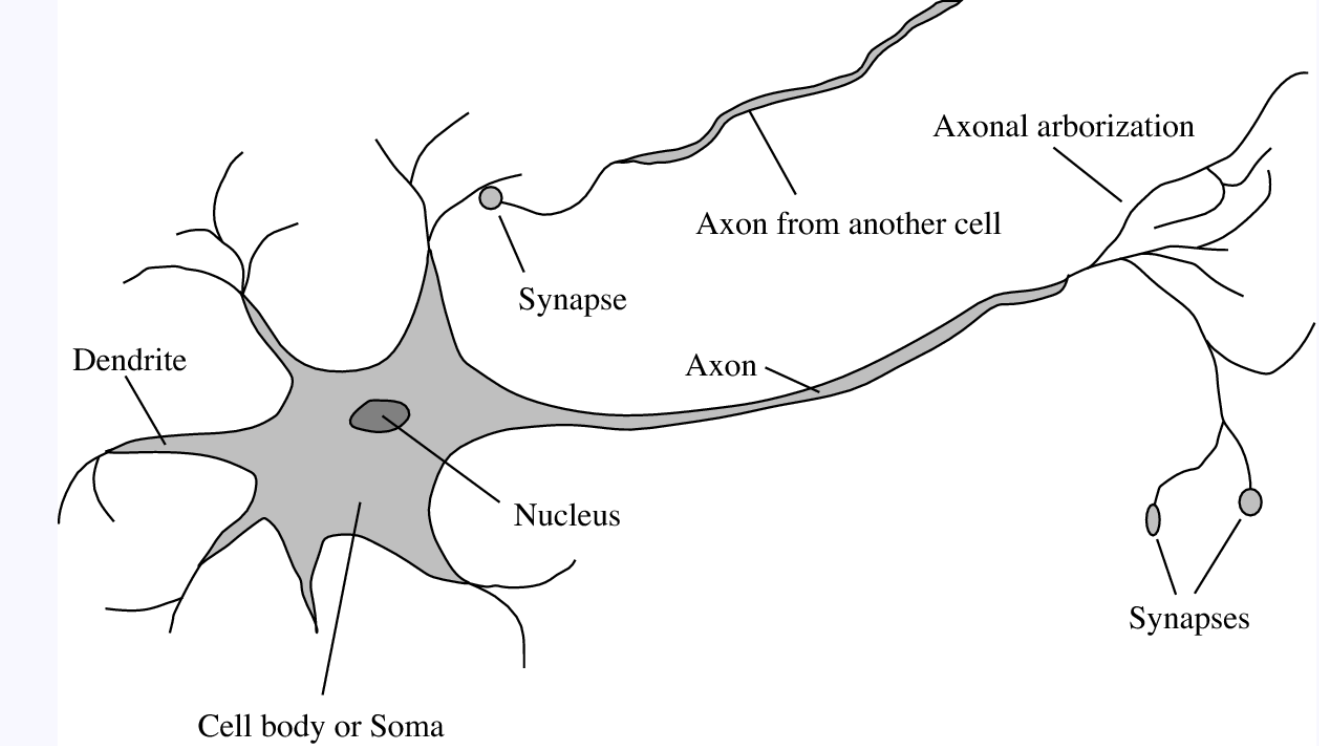 Axonal arborization
Axon from another cell
Synapse
Dendrite
Axon
Nucleus
Synapses
Cell body or Soma